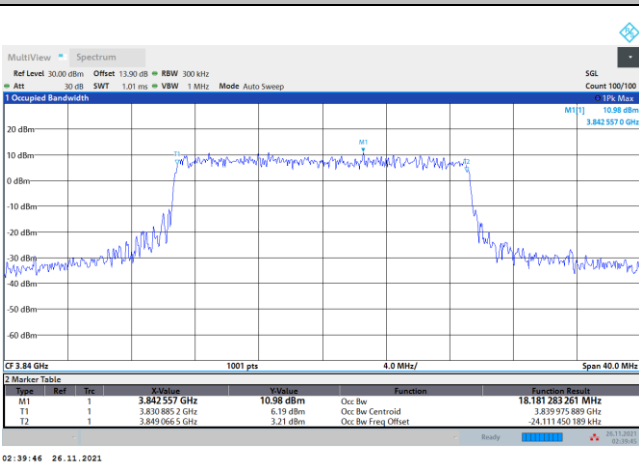 MultiView Spectrum
Ref Level 30.00 dBm Offset 13.90 dB RBW 300 kHz SGL
Att 30 dB SWT 1.01 ms VBW 1 MHz Mode Auto Sweep Count 100/100
1 Occupied Bandwidth 1Pk Max
M1[1] 10.98 dBm
3.842 557 0 GHz
M1
20 dBm
T1
10 dBm
T2
0 dBm
-10 dBm
-20 dBm
-30 dBm
-40 dBm
-50 dBm
-60 dBm
CF 3.84 GHz 1001 pts 4.0 MHz/ Span 40.0 MHz
2 Marker Table
Type Ref Trc X-Value Y-Value Function Function Result
M1 1 3.842 557 GHz 10.98 dBm Occ Bw 18.181 283 261 MHz
T1 1 3.830 885 2 GHz 6.19 dBm Occ Bw Centroid 3.839 975 889 GHz
T2 1 3.849 066 5 GHz 3.21 dBm Occ Bw Freq Offset -24.111 450 189 kHz
Ready 26.11.2021
02:39:45
02:39:46 26.11.2021